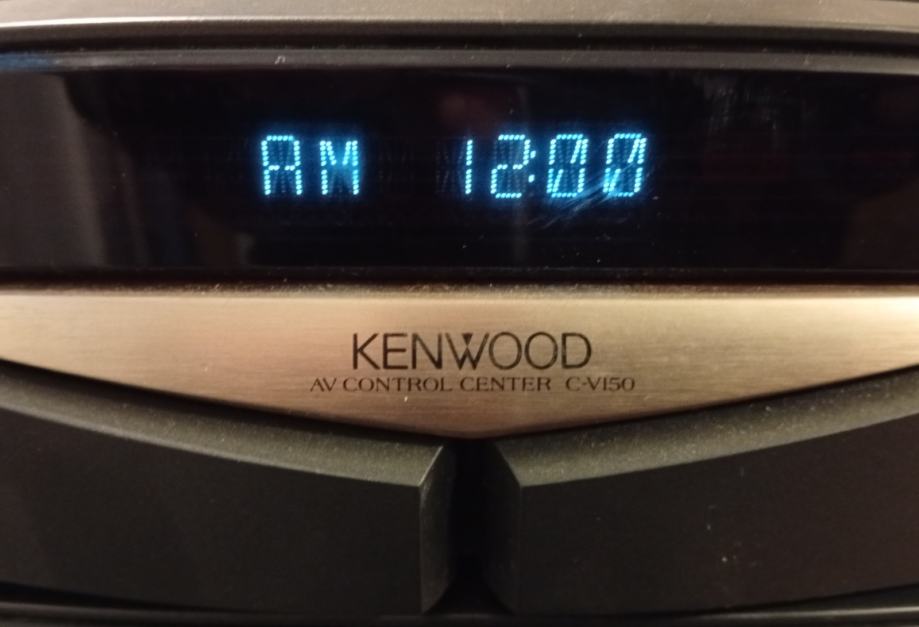 AM 12:00
KENWOOD
AV CONTROL CENTER C-V150